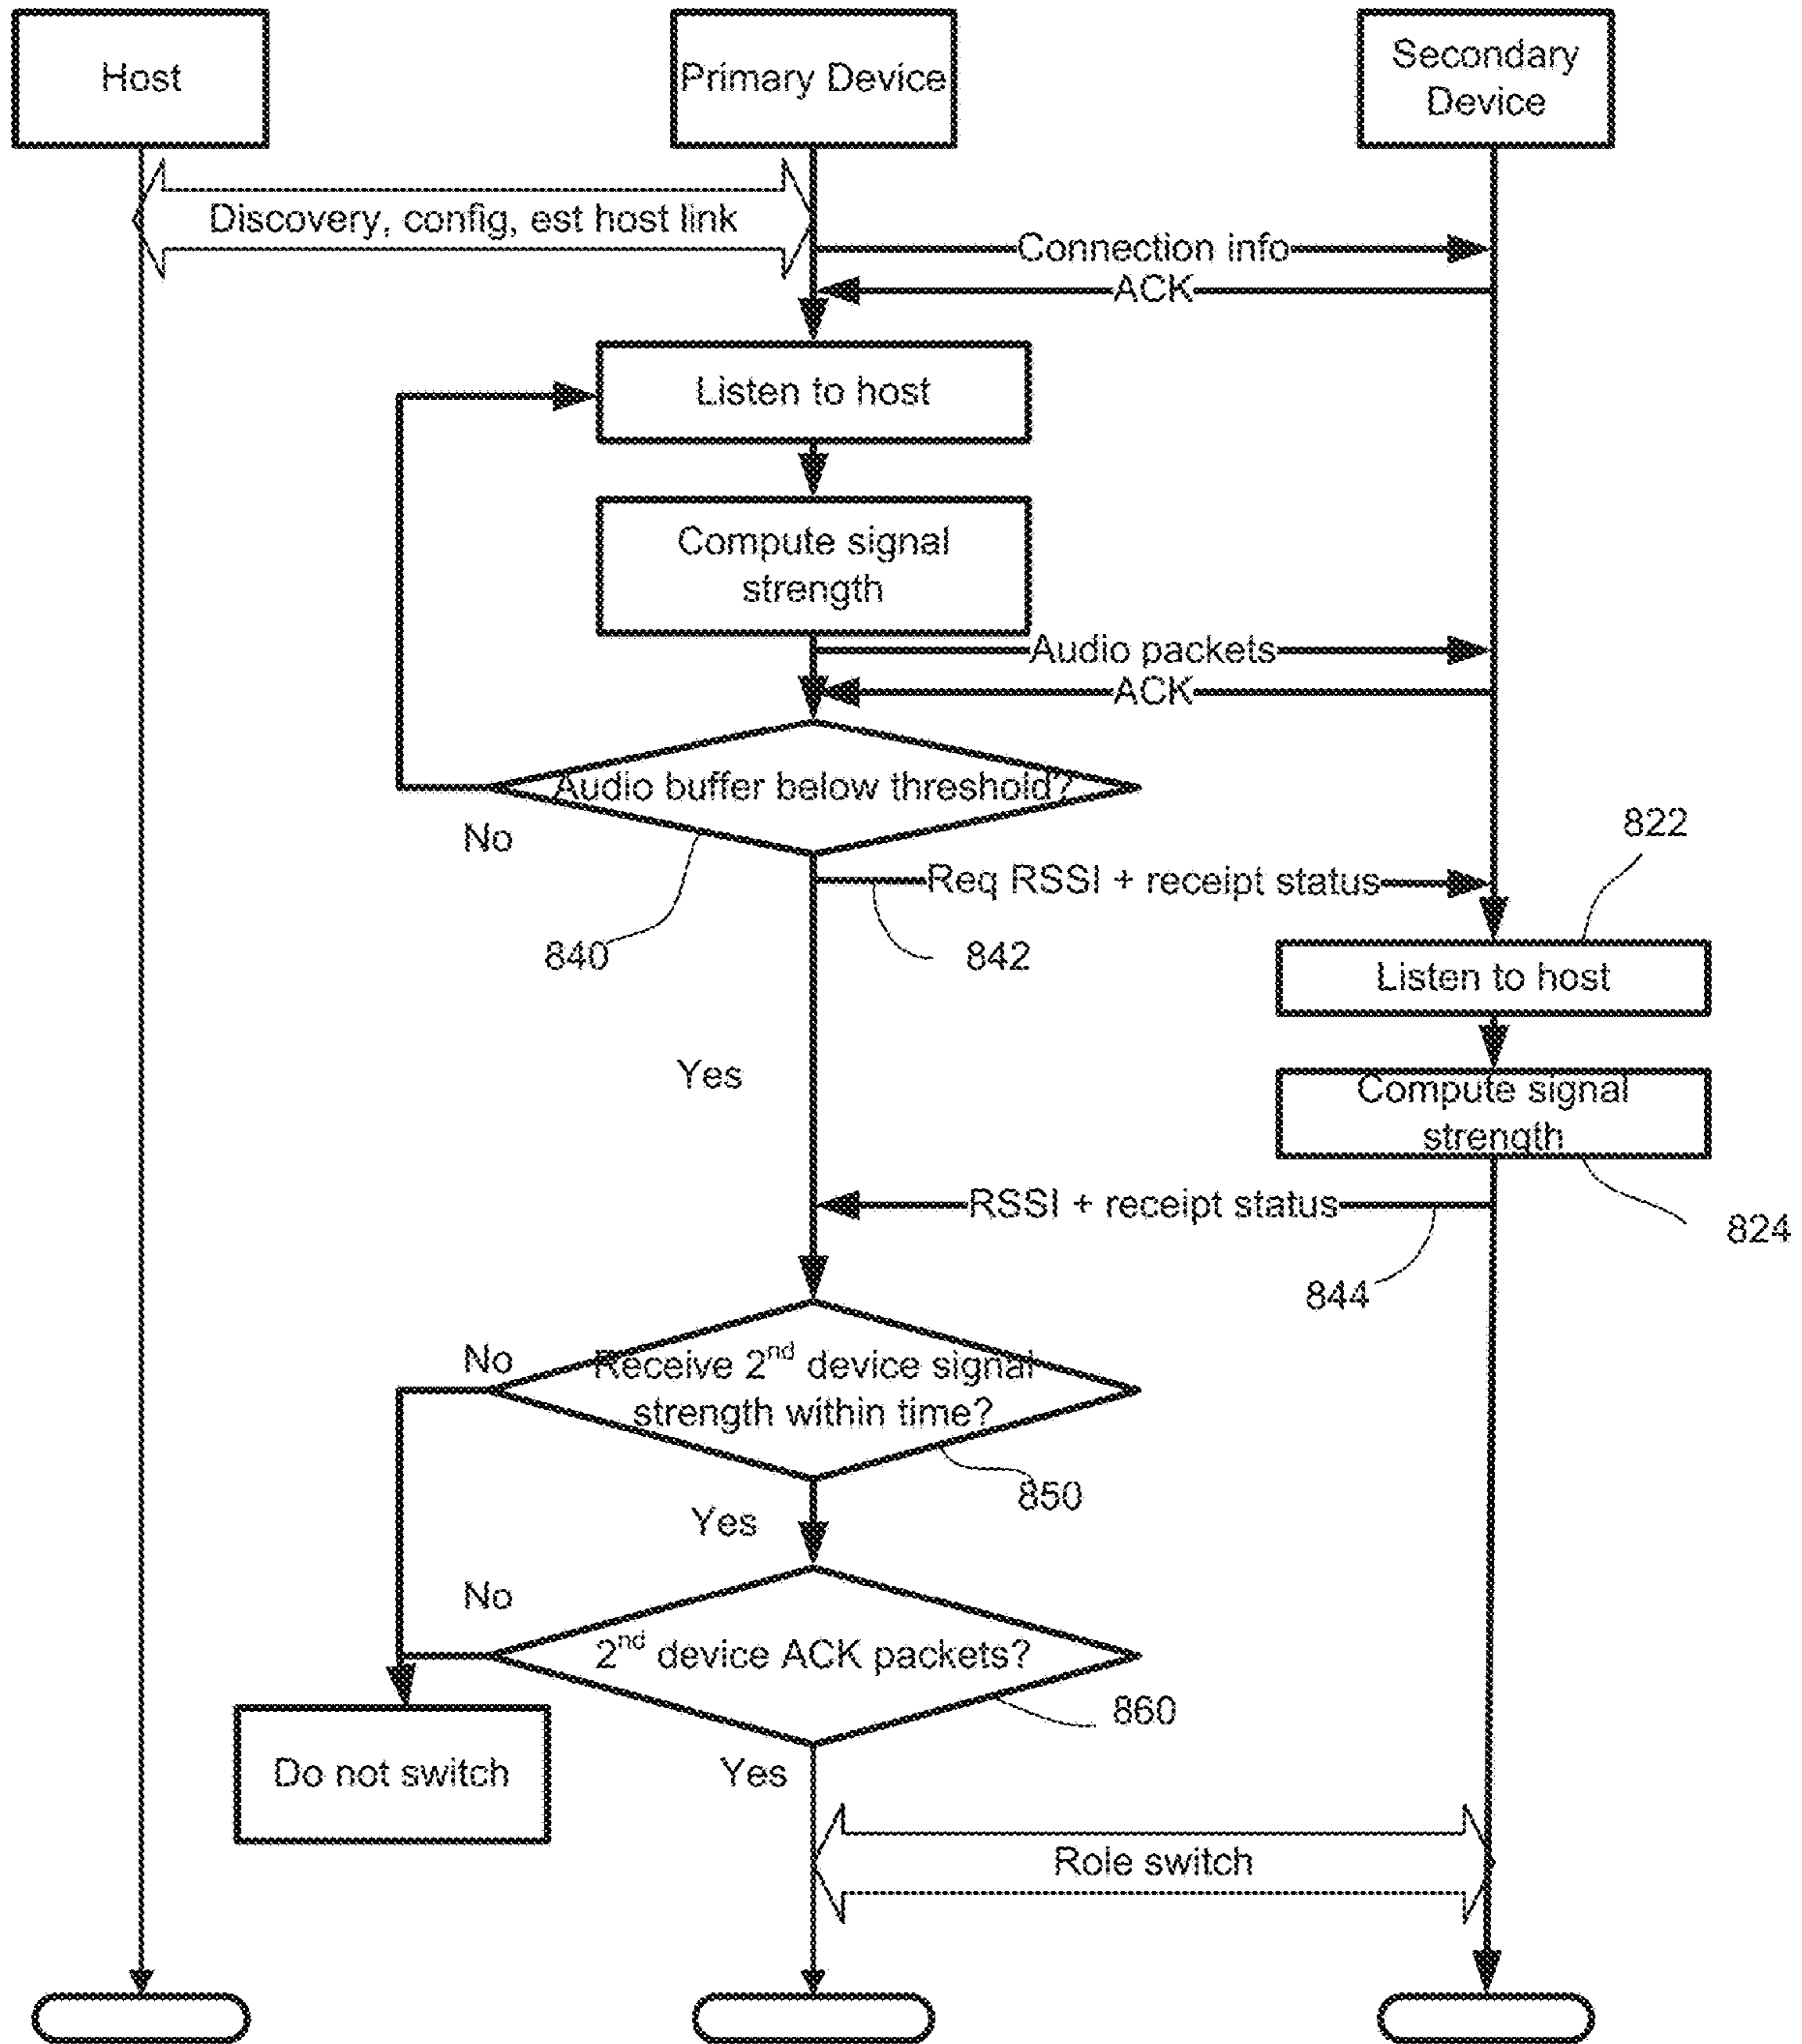 Host
Primary Device
Secondary
Device
Discovery, config, est host link
Connection info
ACK
Listen to host
Compute signal
strength
Audio packets
ACK
Audio buffer below threshold?
No
822
Req RSSI + receipt status
840
842
Listen to host
Yes
Compute signal
strength
RSSI + receipt status
824
844
No
Receive 2nd device signal
strength within time?
850
Yes
No
2nd device ACK packets?
860
Do not switch
Yes
Role switch